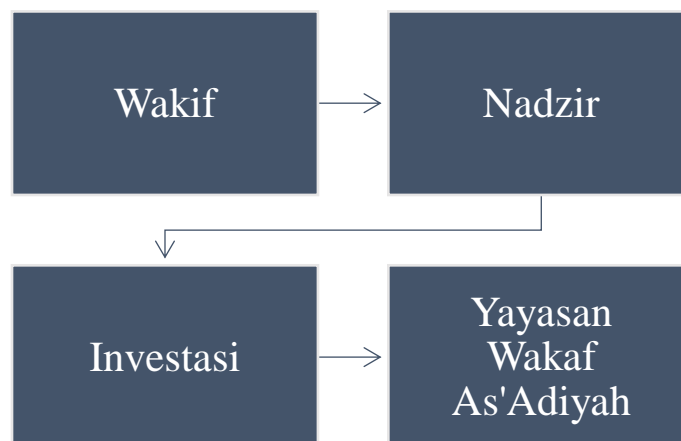 Wakif
Nadzir
Investasi
Yayasan
Wakaf
As'Adiyah